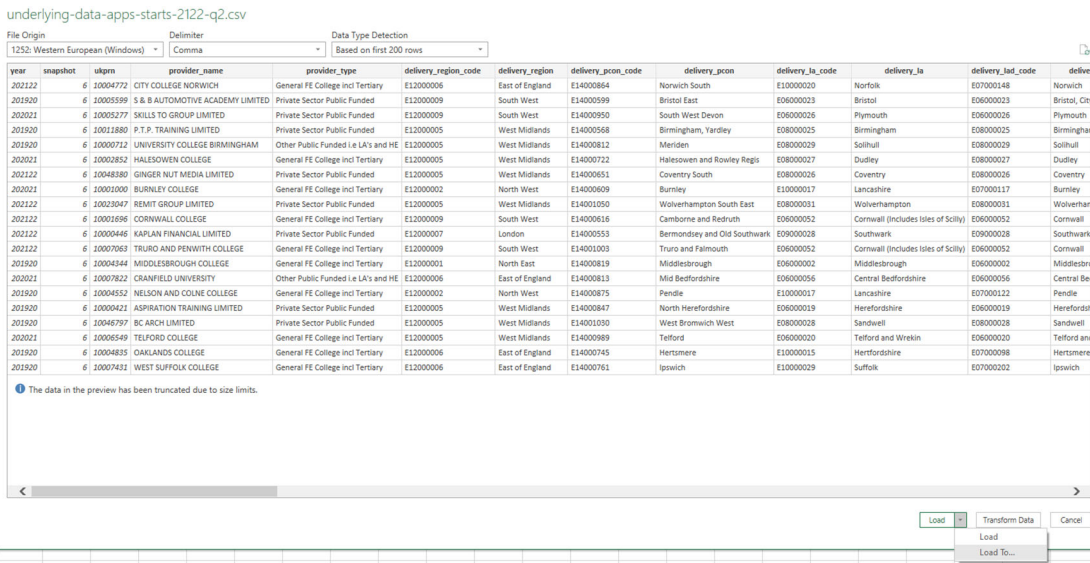 underlying-data-apps-starts-2122-q2.csv
File Origin Delimiter Data Type Detection
1252: Western European (Windows) Comma Based on first 200 rows
year snapshot ukprn provider_name provider_type delivery_region_code delivery_region delivery_pcon_code delivery_pcon delivery_la_code delivery_la delivery_lad_code delive
202122 6 10004772 CITY COLLEGE NORWICH General FE College incl Tertiary E12000006 East of England E14000864 Norwich South E10000020 Norfolk E07000148 Norwich
201920 6 10005599 S & B AUTOMOTIVE ACADEMY LIMITED Private Sector Public Funded E12000009 South West E14000599 Bristol East E06000023 Bristol E06000023 Bristol, Cit
202021 6 10005277 SKILLS TO GROUP LIMITED Private Sector Public Funded E12000009 South West E14000950 South West Devon E06000026 Plymouth E06000026 Plymouth
201920 6 10011880 P.T.P. TRAINING LIMITED Private Sector Public Funded E12000005 West Midlands E14000568 Birmingham, Yardley E08000025 Birmingham E08000025 Birmingha
201920 6 10000712 UNIVERSITY COLLEGE BIRMINGHAM Other Public Funded i.e LA's and HE E12000005 West Midlands E14000812 Meriden E08000029 Solihull E08000029 Solihull
202021 6 10002852 HALESOWEN COLLEGE General FE College incl Tertiary E12000005 West Midlands E14000722 Halesowen and Rowley Regis E08000027 Dudley E08000027 Dudley
202122 6 10048380 GINGER NUT MEDIA LIMITED Private Sector Public Funded E12000005 West Midlands E14000651 Coventry South E08000026 Coventry E08000026 Coventry
202021 6 10001000 BURNLEY COLLEGE General FE College incl Tertiary E12000002 North West E14000609 Burnley E10000017 Lancashire E07000117 Burnley
201920 6 10023047 REMIT GROUP LIMITED Private Sector Public Funded E12000005 West Midlands E14001050 Wolverhampton South East E08000031 Wolverhampton E08000031 Wolverhar
202122 6 10001696 CORNWALL COLLEGE General FE College incl Tertiary E12000009 South West E14000616 Camborne and Redruth E06000052 Cornwall (Includes Isles of Scilly) E06000052 Cornwall
202122 6 10000446 KAPLAN FINANCIAL LIMITED Private Sector Public Funded E12000007 London E14000553 Bermondsey and Old Southwark E09000028 Southwark E09000028 Southwark
202122 6 10007063 TRURO AND PENWITH COLLEGE General FE College incl Tertiary E12000009 South West E14001003 Truro and Falmouth E06000052 Cornwall (Includes Isles of Scilly) E06000052 Cornwall
201920 6 10004344 MIDDLESBROUGH COLLEGE General FE College incl Tertiary E12000001 North East E14000819 Middlesbrough E06000002 Middlesbrough E06000002 Middlesbro
202021 6 10007822 CRANFIELD UNIVERSITY Other Public Funded i.e LA's and HE E12000006 East of England E14000813 Mid Bedfordshire E06000056 Central Bedfordshire E06000056 Central Be
201920 6 10004552 NELSON AND COLNE COLLEGE General FE College incl Tertiary E12000002 North West E14000875 Pendle E10000017 Lancashire E07000122 Pendle
201920 6 10000421 ASPIRATION TRAINING LIMITED Private Sector Public Funded E12000005 West Midlands E14000847 North Herefordshire E06000019 Herefordshire E06000019 Herefordsh
201920 6 10046797 BC ARCH LIMITED Private Sector Public Funded E12000005 West Midlands E14001030 West Bromwich West E08000028 Sandwell E08000028 Sandwell
202021 6 10006549 TELFORD COLLEGE General FE College incl Tertiary E12000005 West Midlands E14000989 Telford E06000020 Telford and Wrekin E06000020 Telford an
201920 6 10004835 OAKLANDS COLLEGE General FE College incl Tertiary E12000006 East of England E14000745 Hertsmere E10000015 Hertfordshire E07000098 Hertsmere
201920 6 10007431 WEST SUFFOLK COLLEGE General FE College incl Tertiary E12000006 East of England E14000761 Ipswich E10000029 Suffolk E07000202 Ipswich
The data in the preview has been truncated due to size limits.
Load Transform Data Cancel
Load
Load To...